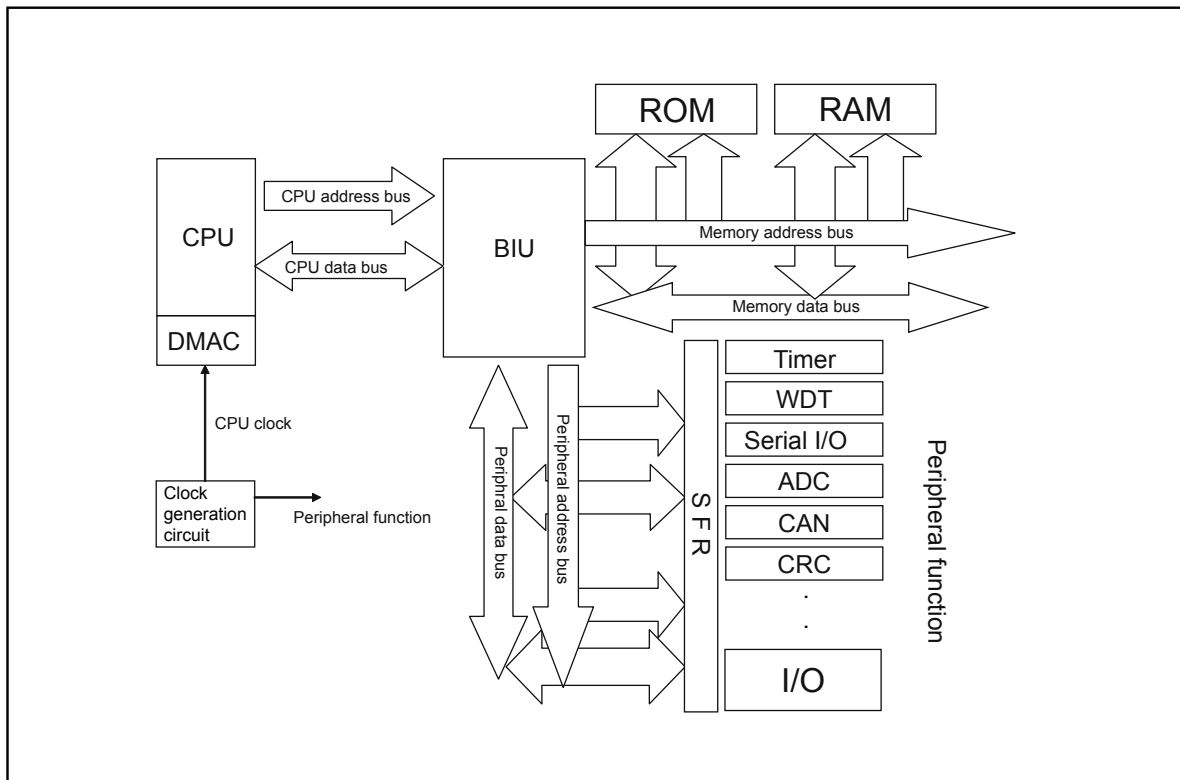 ROM
RAM
CPU address bus
CPU
BIU
Memory address bus
CPU data bus
Memory data bus
DMAC
Timer
WDT
CPU clock
Serial I/O
ADC
Clock
generation
circuit
Peripheral function
Periphral data bus
Peripheral address bus
S F R
CAN
CRC
.
.
I/O
Peripheral function